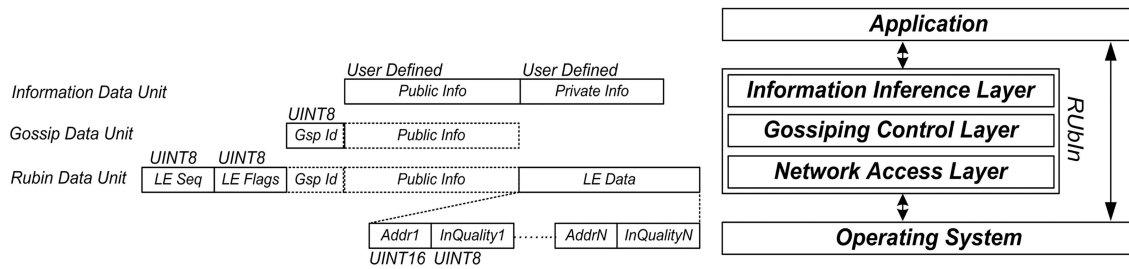 User Defined User Defined
Information Data Unit Public Info Private Info
UINT8
Gossip Data Unit Gsp Id Public Info
UINT8 UINT8
Rubin Data Unit LE Seq LE Flags Gsp Id Public Info LE Data
Addr1 InQuality1 ........ AddrN InQualityN
UINT16 UINT8
Application
Information Inference Layer
Gossiping Control Layer
Network Access Layer
RUbIn
Operating System